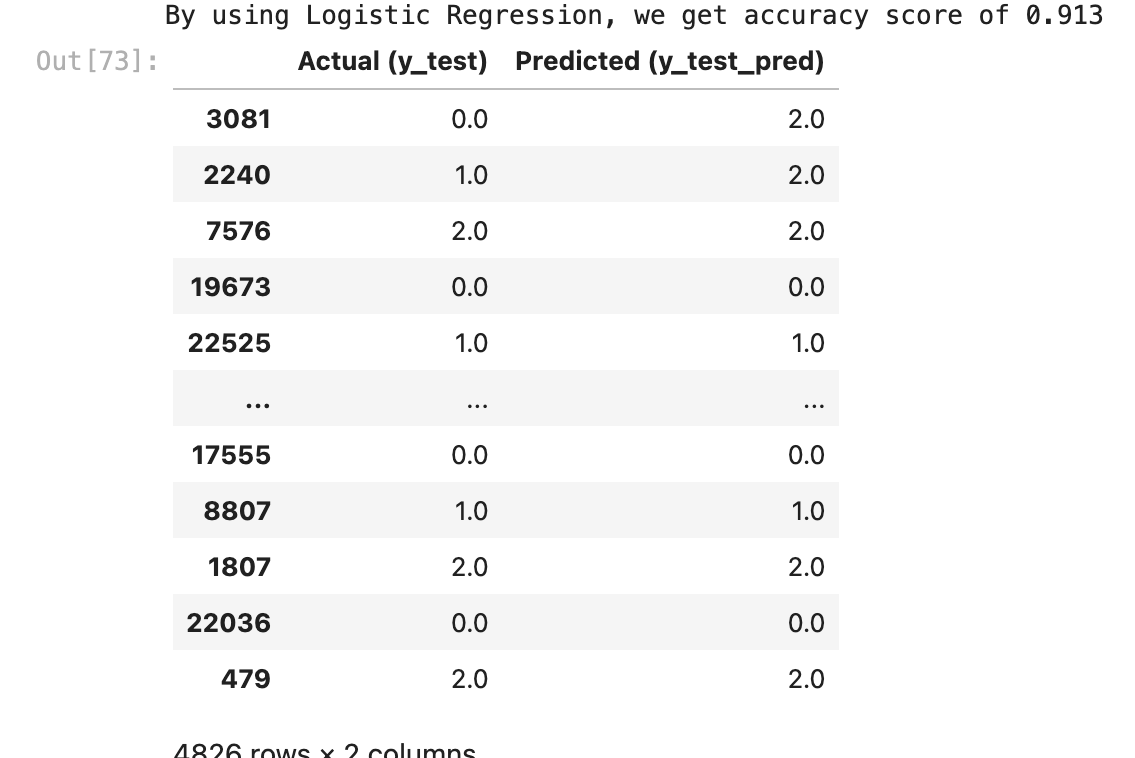 By using Logistic Regression, we get accuracy score of 0.913
Out[73]: Actual (y_test) Predicted (y_test_pred)
3081 0.0 2.0
2240 1.0 2.0
7576 2.0 2.0
19673 0.0 0.0
22525 1.0 1.0
... ... ...
17555 0.0 0.0
8807 1.0 1.0
1807 2.0 2.0
22036 0.0 0.0
479 2.0 2.0
4826 rows × 2 columns